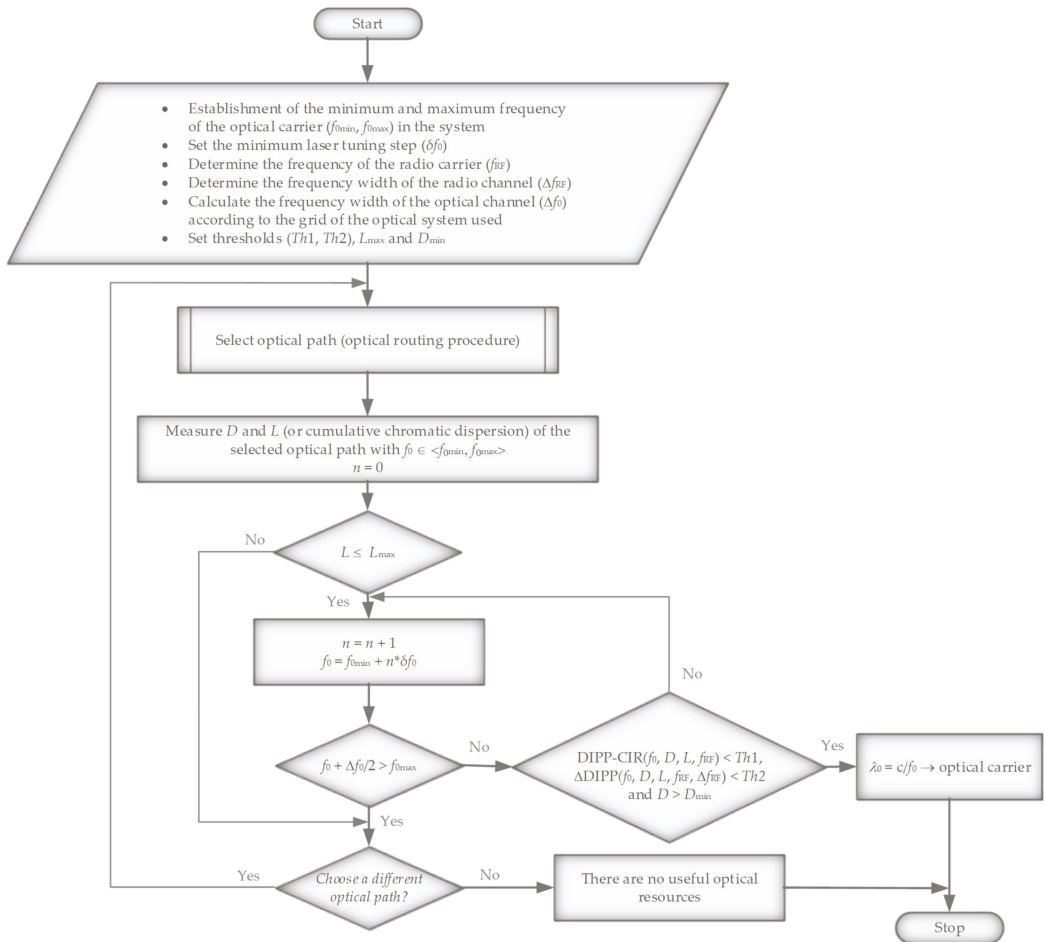 Start
• Establishment of the minimum and maximum frequency
of the optical carrier (f0min, f0max) in the system
• Set the minimum laser tuning step (δf0)
• Determine the frequency of the radio carrier (fRF)
• Determine the frequency width of the radio channel (ΔfRF)
• Calculate the frequency width of the optical channel (Δf0)
according to the grid of the optical system used
• Set thresholds (Th1, Th2), Lmax and Dmin
Select optical path (optical routing procedure)
Measure D and L (or cumulative chromatic dispersion) of the
selected optical path with f0 ∈ <f0min, f0max>
n = 0
No
L ≤ Lmax
Yes
n = n + 1
f0 = f0min + n*δf0
No
f0 + Δf0/2 > f0max
No
DIPP-CIR(f0, D, L, fRF) < Th1,
ΔDIPP(f0, D, L, fRF, ΔfRF) < Th2
and D > Dmin
Yes
λ0 = c/f0 → optical carrier
Yes
Yes
Choose a different
optical path?
No
There are no useful optical
resources
Stop